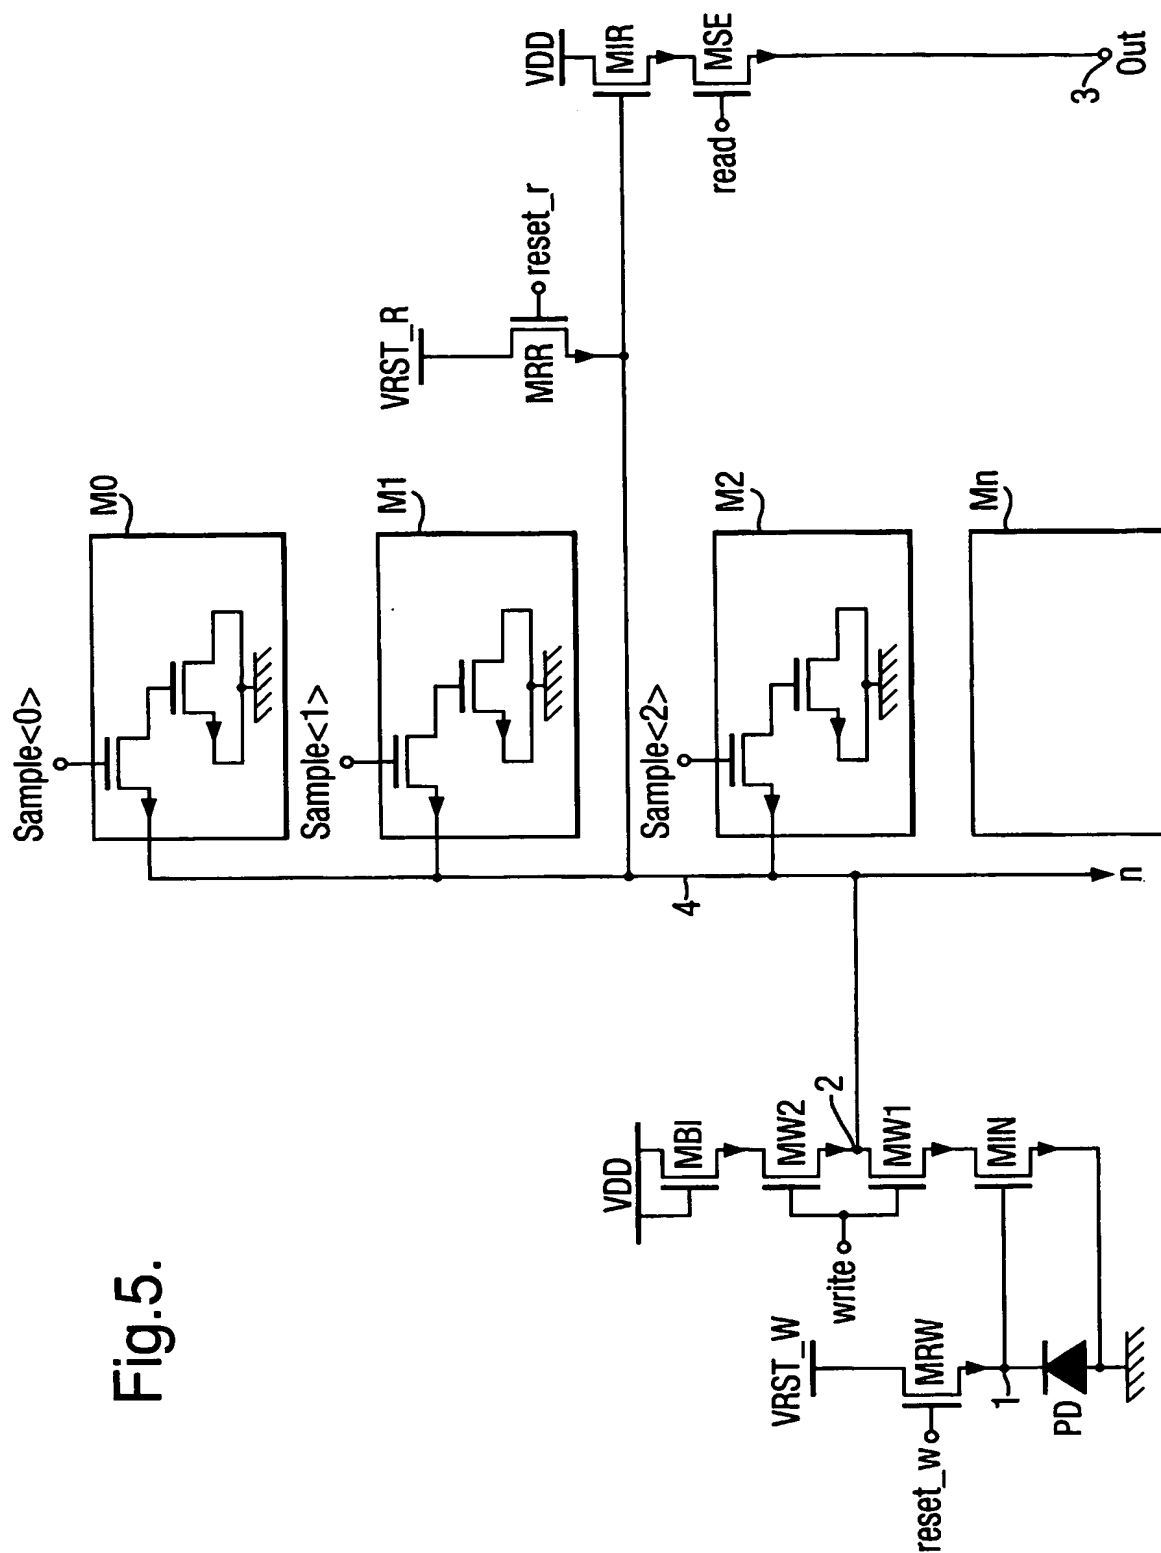 Fig.5.
Sample<0>
M0
Sample<1>
M1
Sample<2>
M2
Mn
VDD
MIR
MSE
read
3
Out
VRST_R
MRR
reset_r
4
n
VDD
MBI
MW2
2
MW1
MIN
write
VRST_W
MRW
reset_w
1
PD